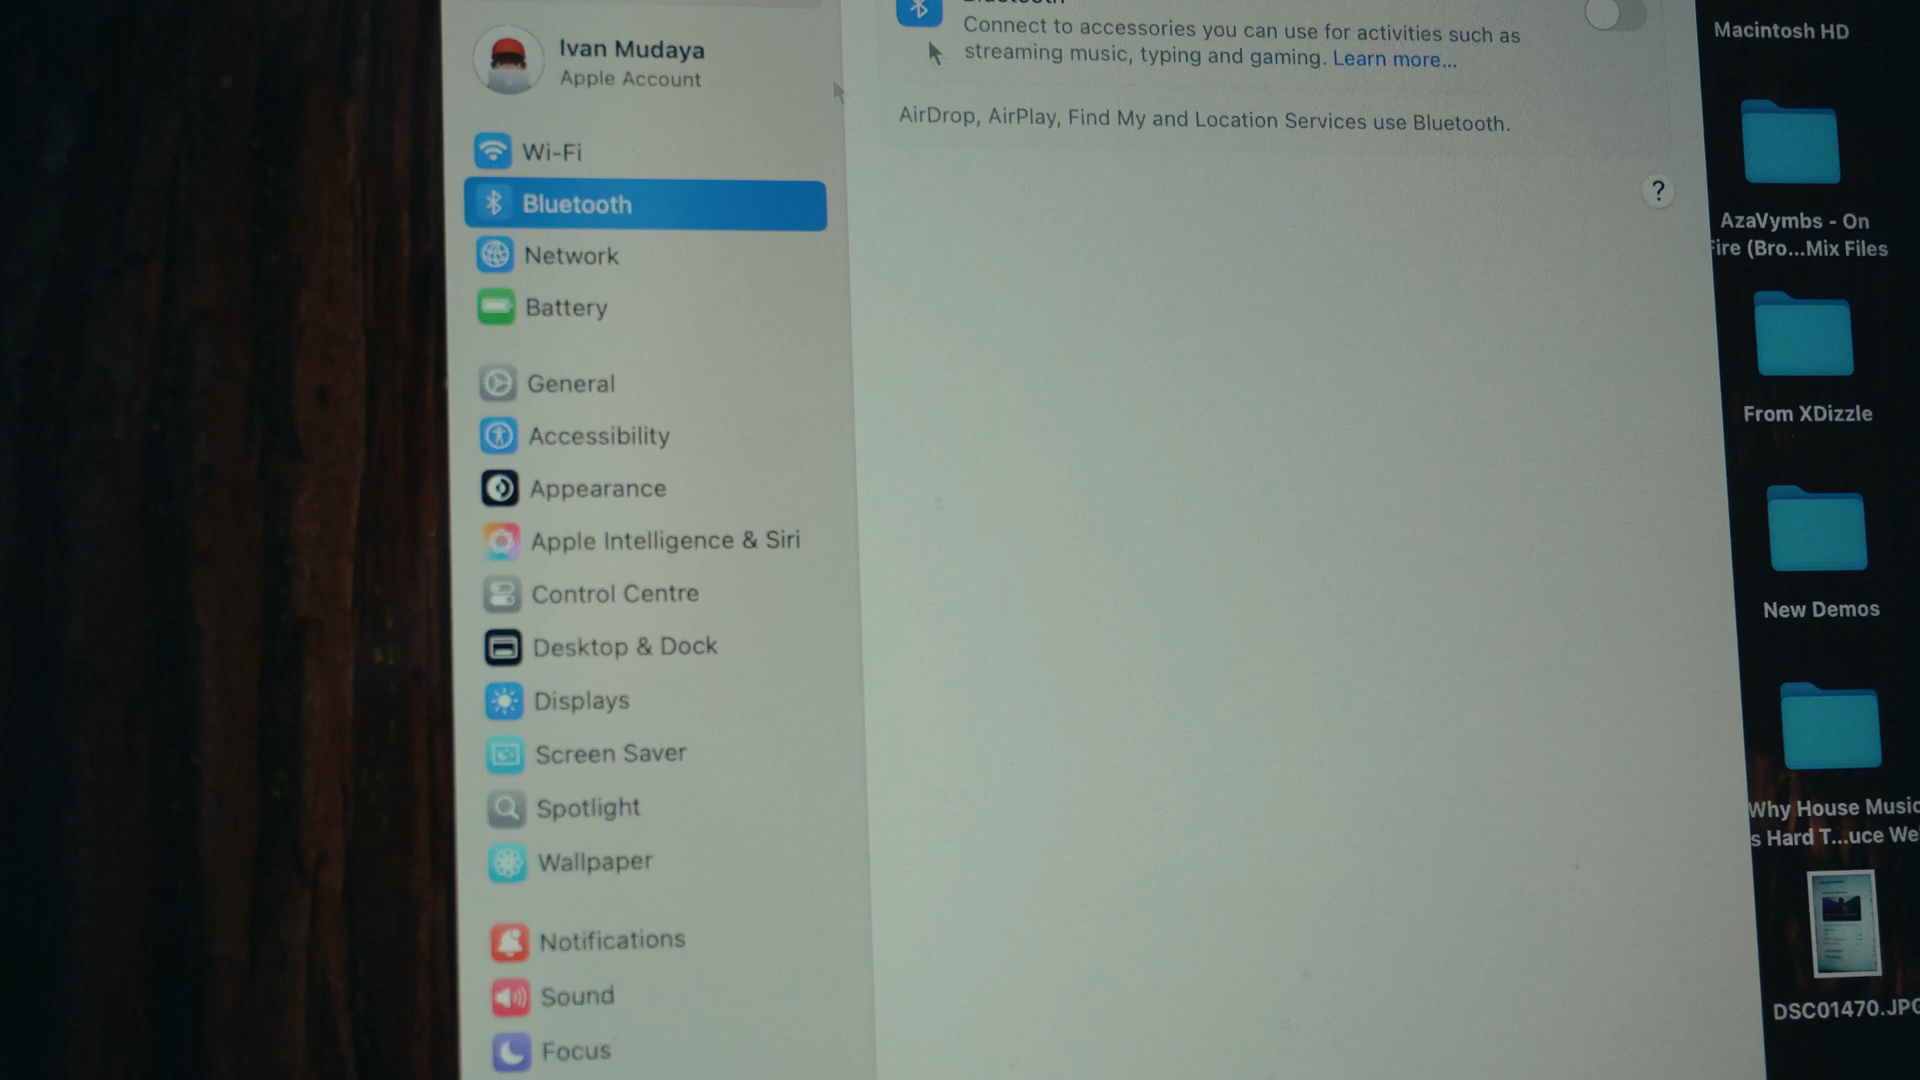 Ivan Mudaya
Apple Account
Wi-Fi
Bluetooth
Network
Battery
General
Accessibility
Appearance
Apple Intelligence & Siri
Control Centre
Desktop & Dock
Displays
Screen Saver
Spotlight
Wallpaper
Notifications
Sound
Focus
Bluetooth
Connect to accessories you can use for activities such as
streaming music, typing and gaming. Learn more...
AirDrop, AirPlay, Find My and Location Services use Bluetooth.
?
Macintosh HD
AzaVymbs - On
Fire (Bro...Mix Files
From XDizzle
New Demos
Why House Music
s Hard T...uce We
DSC01470.JPG